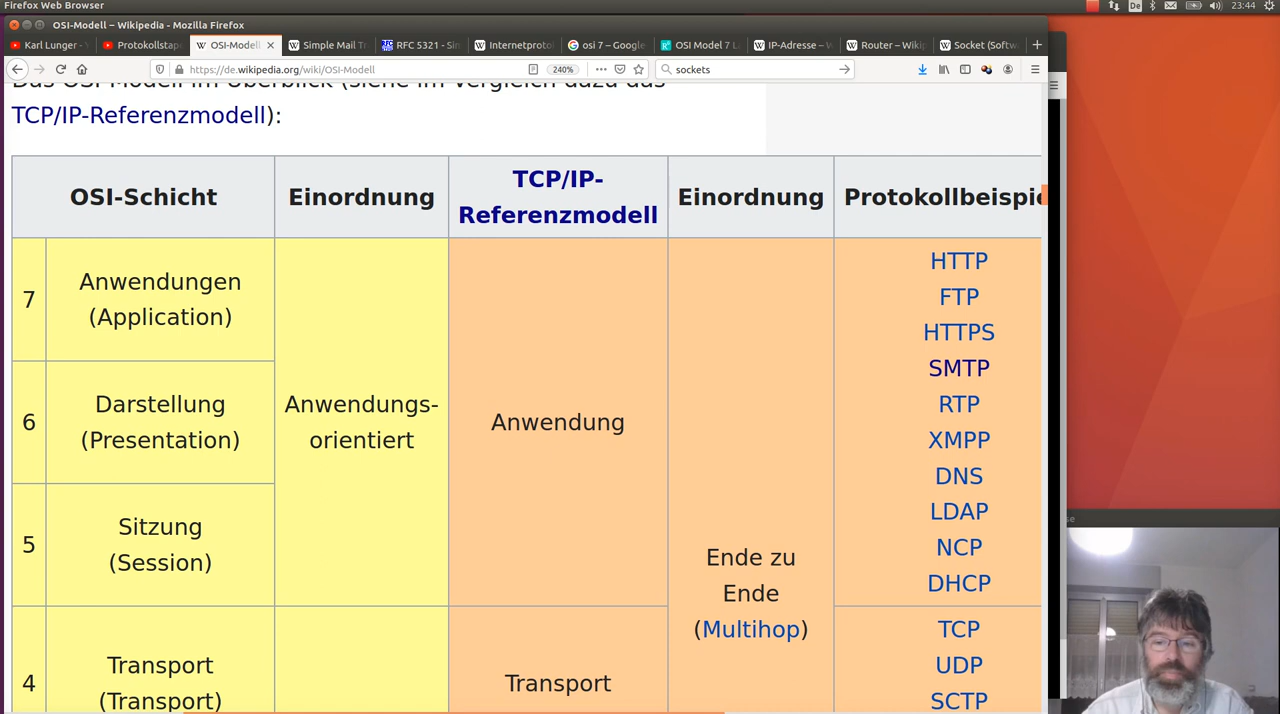 Firefox Web Browser
De
23:44
OSI-Modell – Wikipedia - Mozilla Firefox
Karl Lunger -
Protokollstap
OSI-Modell
Simple Mail T
RFC 5321 - Sin
Internetproto
osi 7 – Google
OSI Model 7 L
IP-Adresse – W
Router – Wiki
Socket (Softw
https://de.wikipedia.org/wiki/OSI-Modell
240%
sockets
TCP/IP-Referenzmodell):
OSI-Schicht
Einordnung
TCP/IP-
Referenzmodell
Einordnung
Protokollbeispie
7
Anwendungen
(Application)
6
Darstellung
(Presentation)
5
Sitzung
(Session)
4
Transport
(Transport)
Anwendungs-
orientiert
Anwendung
Transport
Ende zu
Ende
(Multihop)
HTTP
FTP
HTTPS
SMTP
RTP
XMPP
DNS
LDAP
NCP
DHCP
TCP
UDP
SCTP